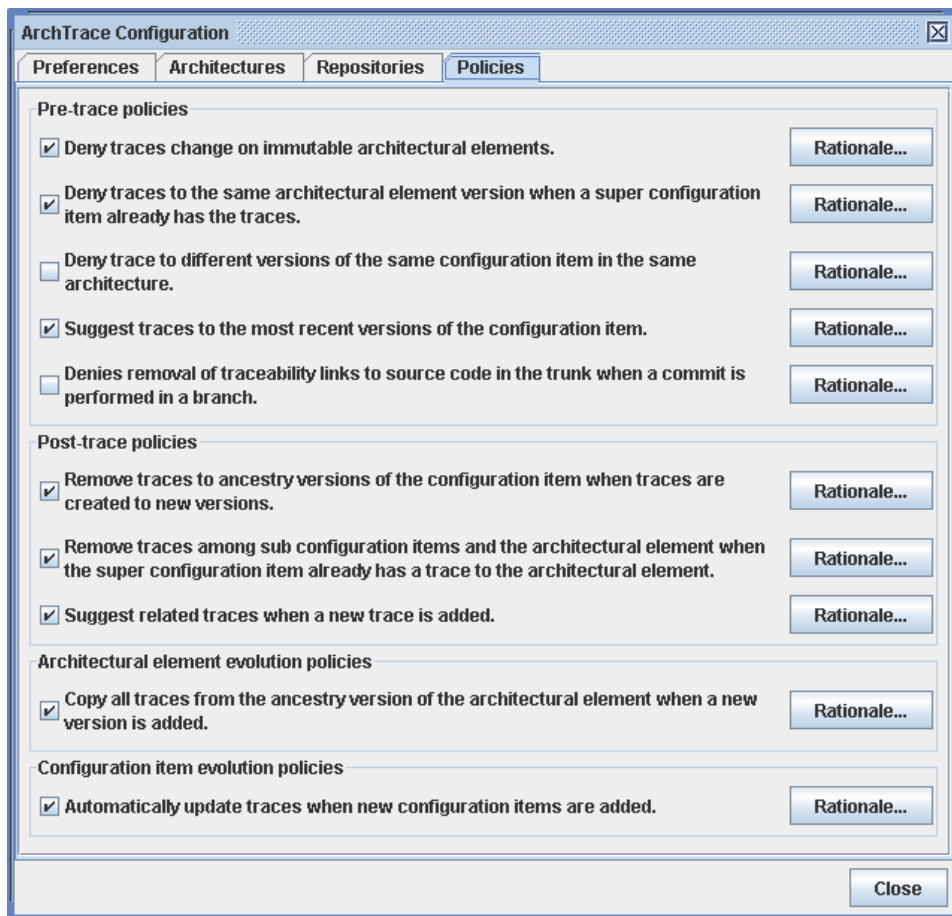 ArchTrace Configuration
Preferences Architectures Repositories Policies
Pre-trace policies
Deny traces change on immutable architectural elements. Rationale...
Deny traces to the same architectural element version when a super configuration
item already has the traces. Rationale...
Deny trace to different versions of the same configuration item in the same
architecture. Rationale...
Suggest traces to the most recent versions of the configuration item. Rationale...
Denies removal of traceability links to source code in the trunk when a commit is
performed in a branch. Rationale...
Post-trace policies
Remove traces to ancestry versions of the configuration item when traces are
created to new versions. Rationale...
Remove traces among sub configuration items and the architectural element when
the super configuration item already has a trace to the architectural element. Rationale...
Suggest related traces when a new trace is added. Rationale...
Architectural element evolution policies
Copy all traces from the ancestry version of the architectural element when a new
version is added. Rationale...
Configuration item evolution policies
Automatically update traces when new configuration items are added. Rationale...
Close